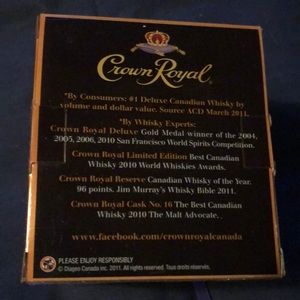 Crown Royal
*By Consumers: #1 Deluxe Canadian Whisky by
volume and dollar value. Source ACD March 2011.
*By Whisky Experts:
Crown Royal Deluxe Gold Medal winner of the 2004,
2005, 2006, 2010 San Francisco World Spirits Competition.
Crown Royal Limited Edition Best Canadian
Whisky 2010 World Whiskies Awards.
Crown Royal Reserve Canadian Whisky of the Year.
96 points. Jim Murray's Whisky Bible 2011.
Crown Royal Cask No. 16 The Best Canadian
Whisky 2010 The Malt Advocate.
www.facebook.com/crownroyalcanada
PLEASE ENJOY RESPONSIBLY
© Diageo Canada Inc. 2011. All rights reserved. Tous droits réservés.